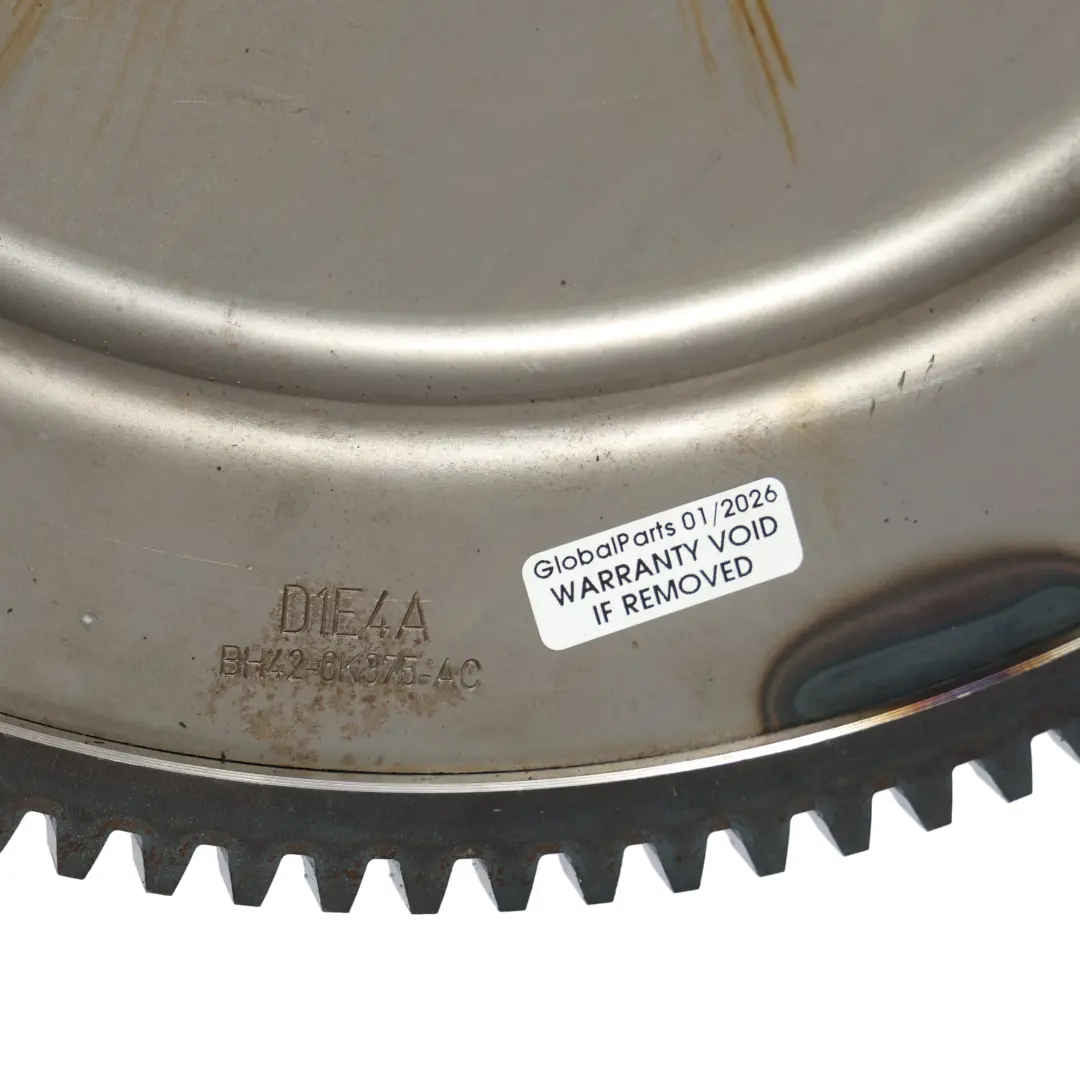 D1E4A
BH42-6K375-AC
GlobalParts 01/2026
WARRANTY VOID
IF REMOVED